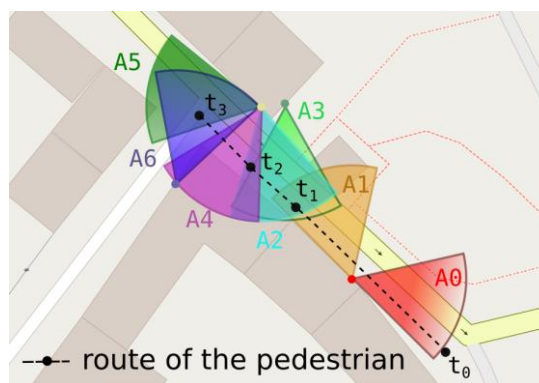 A5
t₃
A3
A6
t₂
A1
t₁
A4
A2
A0
t₀
route of the pedestrian